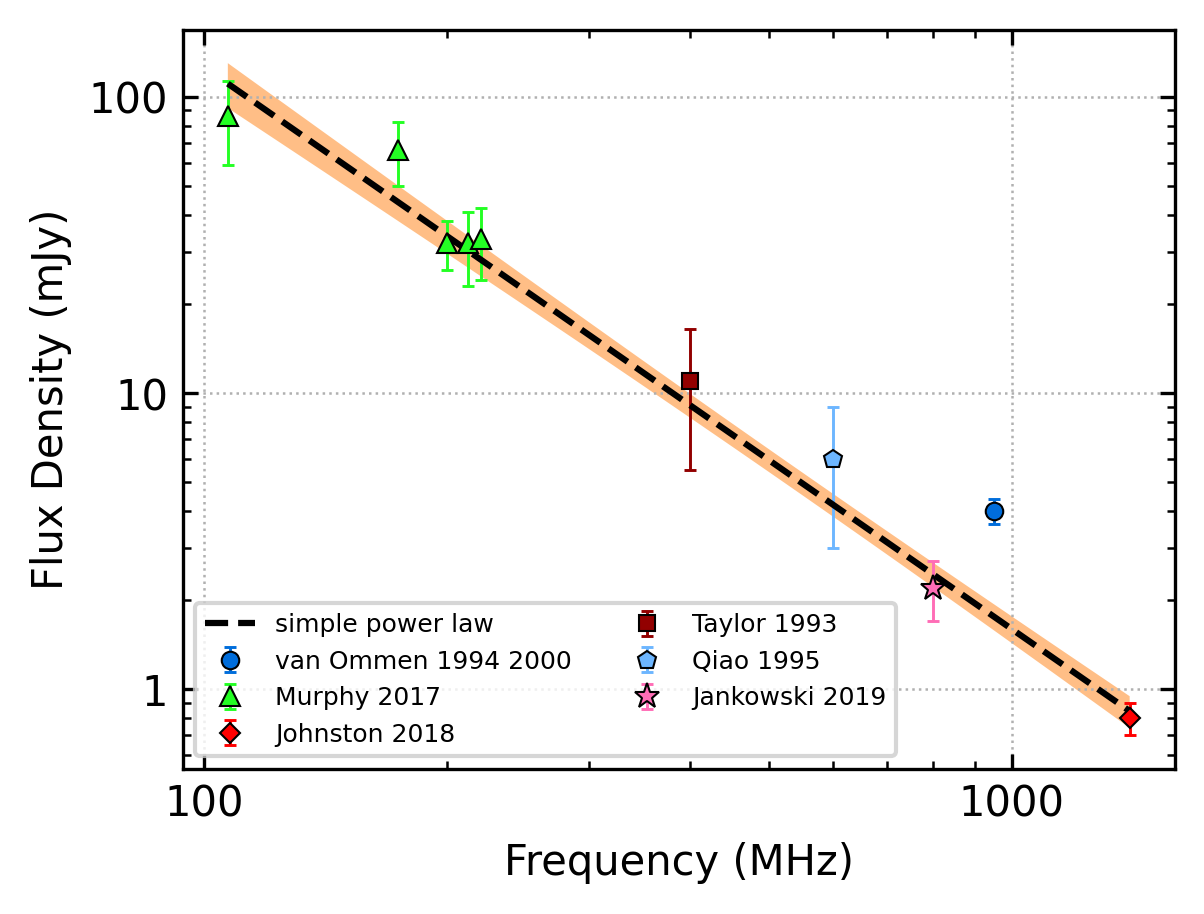 Flux Density (mJy)
100
10
1
simple power law
van Ommen 1994 2000
Murphy 2017
Johnston 2018
Taylor 1993
Qiao 1995
Jankowski 2019
100
1000
Frequency (MHz)